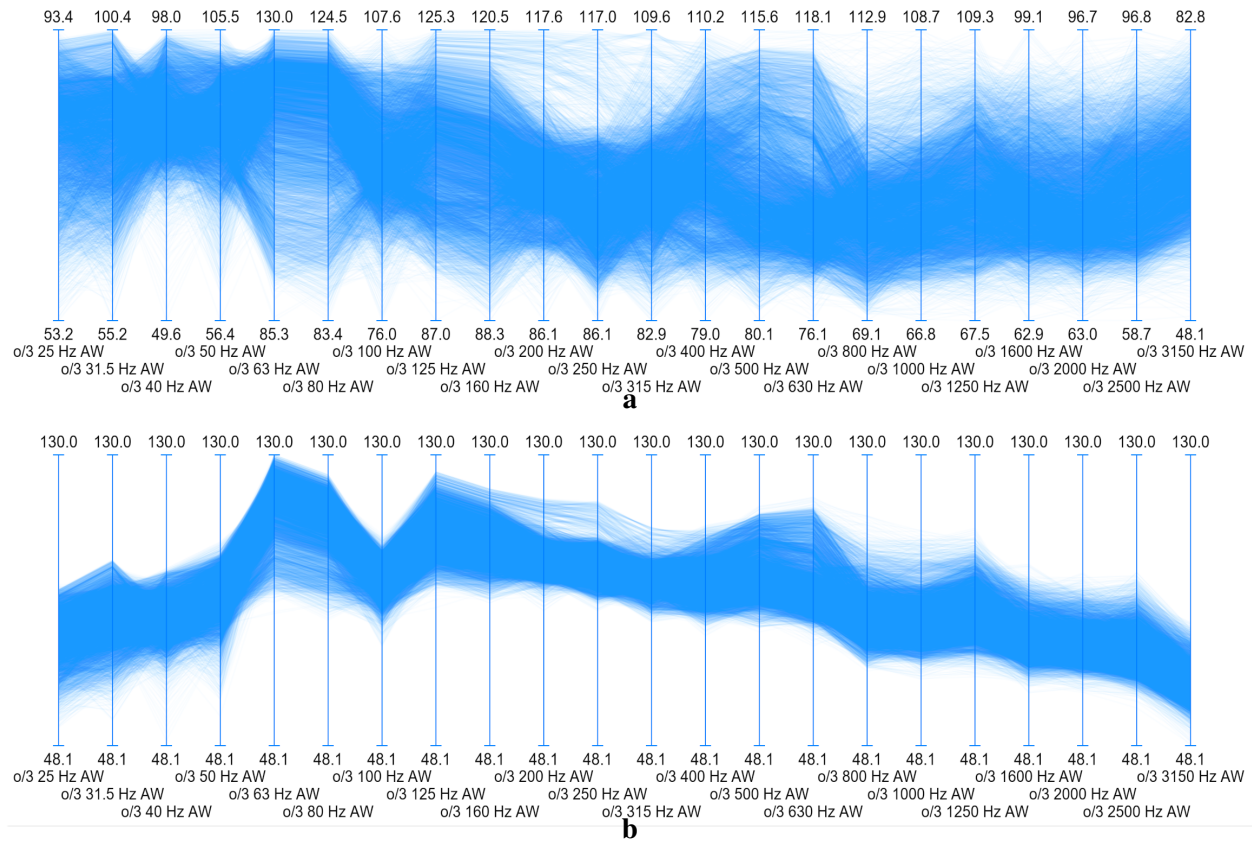 93.4 100.4 98.0 105.5 130.0 124.5 107.6 125.3 120.5 117.6 117.0 109.6 110.2 115.6 118.1 112.9 108.7 109.3 99.1 96.7 96.8 82.8
53.2 55.2 49.6 56.4 85.3 83.4 76.0 87.0 88.3 86.1 86.1 82.9 79.0 80.1 76.1 69.1 66.8 67.5 62.9 63.0 58.7 48.1
o/3 25 Hz AW o/3 50 Hz AW o/3 100 Hz AW o/3 200 Hz AW o/3 400 Hz AW o/3 800 Hz AW o/3 1600 Hz AW o/3 3150 Hz AW
o/3 31.5 Hz AW o/3 63 Hz AW o/3 125 Hz AW o/3 250 Hz AW o/3 500 Hz AW o/3 1000 Hz AW o/3 2000 Hz AW
o/3 40 Hz AW o/3 80 Hz AW o/3 160 Hz AW o/3 315 Hz AW o/3 630 Hz AW o/3 1250 Hz AW o/3 2500 Hz AW
a
130.0 130.0 130.0 130.0 130.0 130.0 130.0 130.0 130.0 130.0 130.0 130.0 130.0 130.0 130.0 130.0 130.0 130.0 130.0 130.0 130.0 130.0
48.1 48.1 48.1 48.1 48.1 48.1 48.1 48.1 48.1 48.1 48.1 48.1 48.1 48.1 48.1 48.1 48.1 48.1 48.1 48.1 48.1 48.1
o/3 25 Hz AW o/3 50 Hz AW o/3 100 Hz AW o/3 200 Hz AW o/3 400 Hz AW o/3 800 Hz AW o/3 1600 Hz AW o/3 3150 Hz AW
o/3 31.5 Hz AW o/3 63 Hz AW o/3 125 Hz AW o/3 250 Hz AW o/3 500 Hz AW o/3 1000 Hz AW o/3 2000 Hz AW
o/3 40 Hz AW o/3 80 Hz AW o/3 160 Hz AW o/3 315 Hz AW o/3 630 Hz AW o/3 1250 Hz AW o/3 2500 Hz AW
b